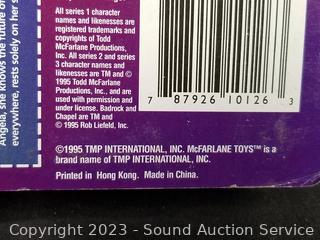 Angela, she knows the future of
everywhere, rests solely on her s
All series 1 character
names and likenesses are
registered trademarks and
copyrights of Todd
McFarlane Productions,
Inc. All series 2 and series
3 character names and
likenesses are TM and ©
1995 Todd McFarlane
Productions, Inc., and are
used with permission and
under license. Badrock and
Chapel are TM and
© 1995 Rob Liefeld, Inc.
7 87926 10126 3
©1995 TMP INTERNATIONAL, INC. McFARLANE TOYS™ is a
brand name of TMP INTERNATIONAL, INC.
Printed in Hong Kong. Made in China.
Copyright 2023 - Sound Auction Service